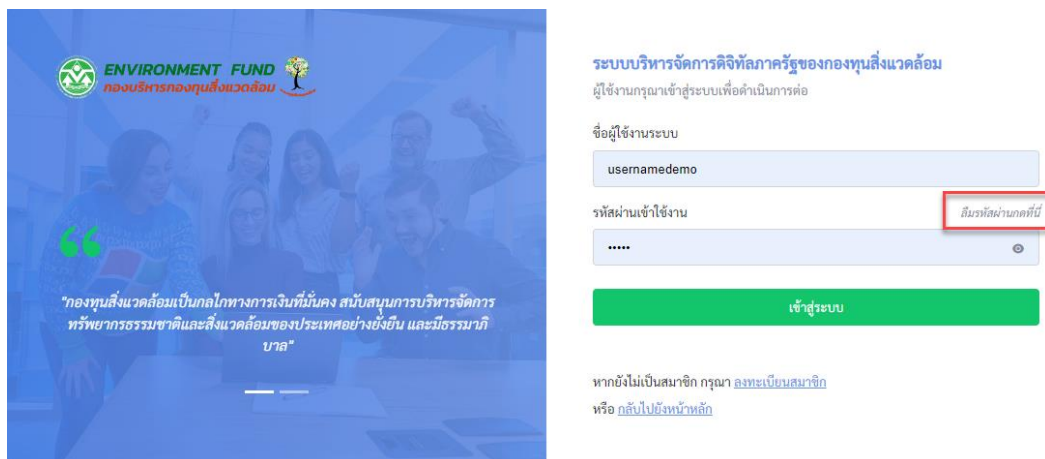 ENVIRONMENT FUND
กองบริหารกองทุนสิ่งแวดล้อม
"กองทุนสิ่งแวดล้อมเป็นกลไกทางการเงินที่มั่นคง สนับสนุนการบริหารจัดการ
ทรัพยากรธรรมชาติและสิ่งแวดล้อมของประเทศอย่างยั่งยืน และมีธรรมาภิ
บาล"
ระบบบริหารจัดการดิจิทัลภาครัฐของกองทุนสิ่งแวดล้อม
ผู้ใช้งานกรุณาเข้าสู่ระบบเพื่อดำเนินการต่อ
ชื่อผู้ใช้งานระบบ
usernamedemo
รหัสผ่านเข้าใช้งาน
ลืมรหัสผ่านกดที่นี่
•••••
เข้าสู่ระบบ
หากยังไม่เป็นสมาชิก กรุณา ลงทะเบียนสมาชิก
หรือ กลับไปยังหน้าหลัก